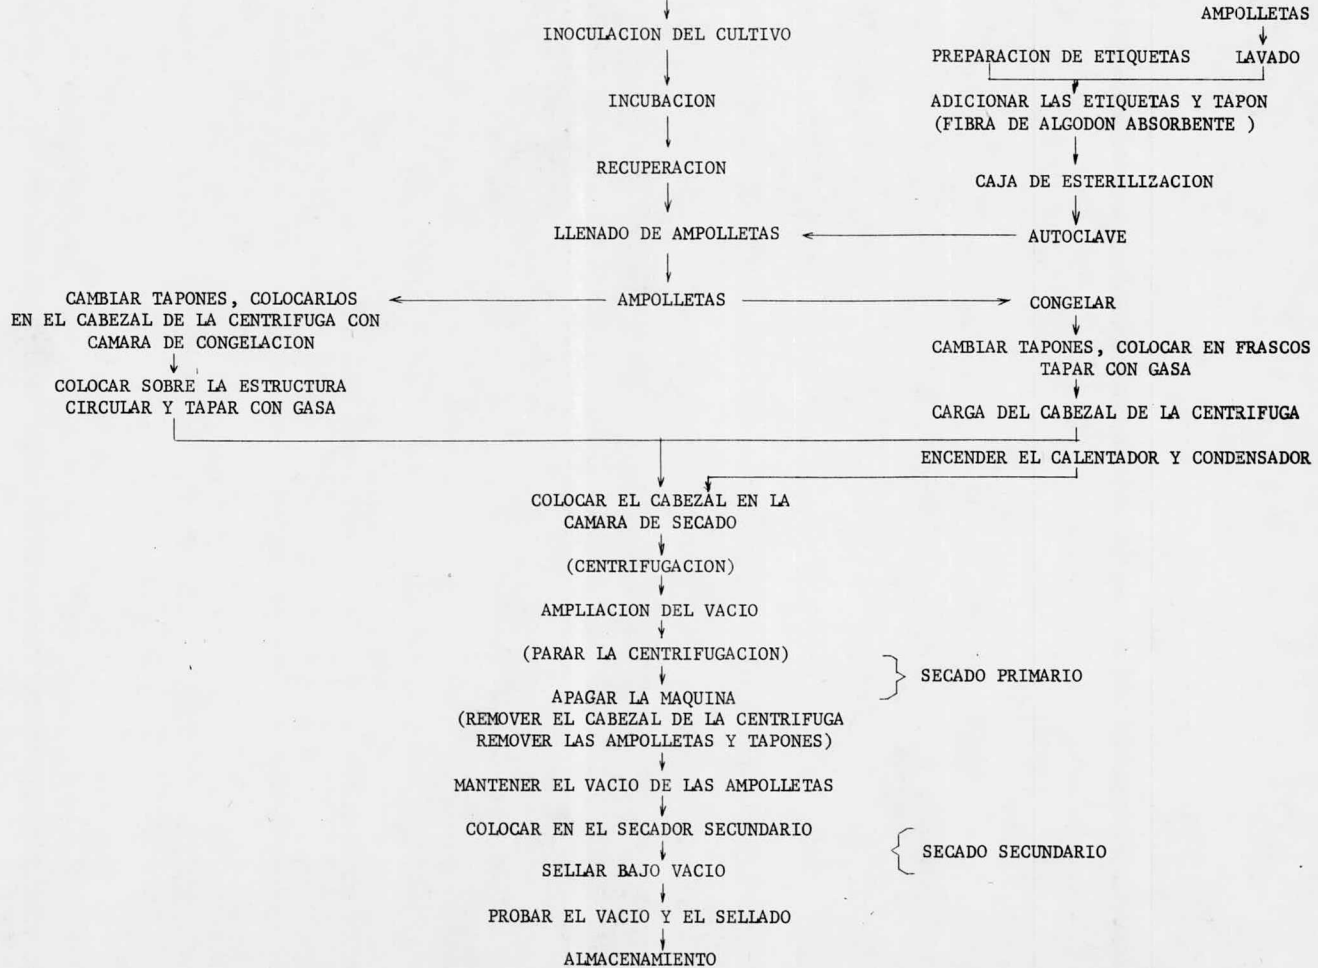 AMPOLLETAS
INOCULACION DEL CULTIVO
PREPARACION DE ETIQUETAS LAVADO
INCUBACION
ADICIONAR LAS ETIQUETAS Y TAPON
(FIBRA DE ALGODON ABSORBENTE )
RECUPERACION
CAJA DE ESTERILIZACION
LLENADO DE AMPOLLETAS
AUTOCLAVE
CAMBIAR TAPONES, COLOCARLOS
EN EL CABEZAL DE LA CENTRIFUGA CON
CAMARA DE CONGELACION
AMPOLLETAS
CONGELAR
CAMBIAR TAPONES, COLOCAR EN FRASCOS
TAPAR CON GASA
COLOCAR SOBRE LA ESTRUCTURA
CIRCULAR Y TAPAR CON GASA
CARGA DEL CABEZAL DE LA CENTRIFUGA
ENCENDER EL CALENTADOR Y CONDENSADOR
COLOCAR EL CABEZAL EN LA
CAMARA DE SECADO
(CENTRIFUGACION)
AMPLIACION DEL VACIO
(PARAR LA CENTRIFUGACION)
SECADO PRIMARIO
APAGAR LA MAQUINA
(REMOVER EL CABEZAL DE LA CENTRIFUGA
REMOVER LAS AMPOLLETAS Y TAPONES)
MANTENER EL VACIO DE LAS AMPOLLETAS
COLOCAR EN EL SECADOR SECUNDARIO
SECADO SECUNDARIO
SELLAR BAJO VACIO
PROBAR EL VACIO Y EL SELLADO
ALMACENAMIENTO